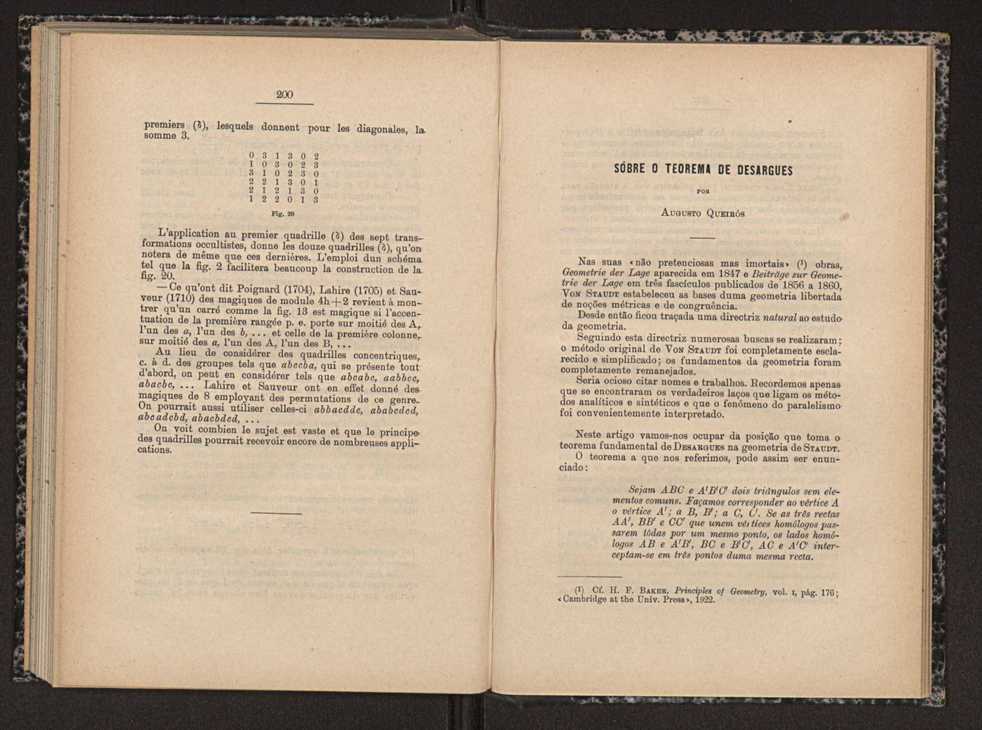 200
premiers (δ), lesquels donnent pour les diagonales, la
somme 3.
0 3 1 3 0 2
1 0 3 0 2 3
3 1 0 2 3 0
2 2 1 3 0 1
2 1 2 1 3 0
1 2 2 0 1 3
Fig. 20
L'application au premier quadrille (δ) des sept trans-
formations occultistes, donne les douze quadrilles (δ), qu'on
notera de même que ces dernières. L'emploi dun schéma
tel que la fig. 2 facilitera beaucoup la construction de la
fig. 20.
— Ce qu'ont dit Poignard (1704), Lahire (1705) et Sau-
veur (1710) des magiques de module 4h+2 revient à mon-
trer qu'un carré comme la fig. 13 est magique si l'accen-
tuation de la première rangée p. e. porte sur moitié des A,
l'un des a, l'un des b, ... et celle de la première colonne,
sur moitié des a, l'un des A, l'un des B, ...
Au lieu de considérer des quadrilles concentriques,
c. à d. des groupes tels que abccba, qui se présente tout
d'abord, on peut en considérer tels que abcabc, aabbcc,
abacbc, ... Lahire et Sauveur ont en effet donné des
magiques de 8 employant des permutations de ce genre.
On pourrait aussi utiliser celles-ci abbacddc, ababcdcd,
abcadcbd, abacbdcd, ...
On voit combien le sujet est vaste et que le principe
des quadrilles pourrait recevoir encore de nombreuses appli-
cations.
SÓBRE O TEOREMA DE DESARGUES
POR
AUGUSTO QUEIRÓS
Nas suas «não pretenciosas mas imortais» (1) obras,
Geometrie der Lage aparecida em 1847 e Beiträge zur Geome-
trie der Lage em três fascículos publicados de 1856 a 1860,
VON STAUDT estabeleceu as bases duma geometria libertada
de noções métricas e de congruência.
Desde então ficou traçada uma directriz natural ao estudo
da geometria.
Seguindo esta directriz numerosas buscas se realizaram;
o método original de VON STAUDT foi completamente escla-
recido e simplificado; os fundamentos da geometria foram
completamente remanejados.
Seria ocioso citar nomes e trabalhos. Recordemos apenas
que se encontraram os verdadeiros laços que ligam os méto-
dos analíticos e sintéticos e que o fenómeno do paralelismo
foi convenientemente interpretado.
Neste artigo vamos-nos ocupar da posição que toma o
teorema fundamental de DESARGUES na geometria de STAUDT.
O teorema a que nos referimos, pode assim ser enun-
ciado:
Sejam ABC e A'B'C' dois triângulos sem ele-
mentos comuns. Façamos corresponder ao vértice A
o vértice A'; a B, B'; a C, C'. Se as três rectas
AA', BB' e CC' que unem vértices homólogos pas-
sarem tôdas por um mesmo ponto, os lados homó-
logos AB e A'B', BC e B'C', AC e A'C' inter-
ceptam-se em três pontos duma mesma recta.
(1) Cf. H. F. BAKER, Principles of Geometry, vol. I, pág. 176;
«Cambridge at the Univ. Press», 1922.